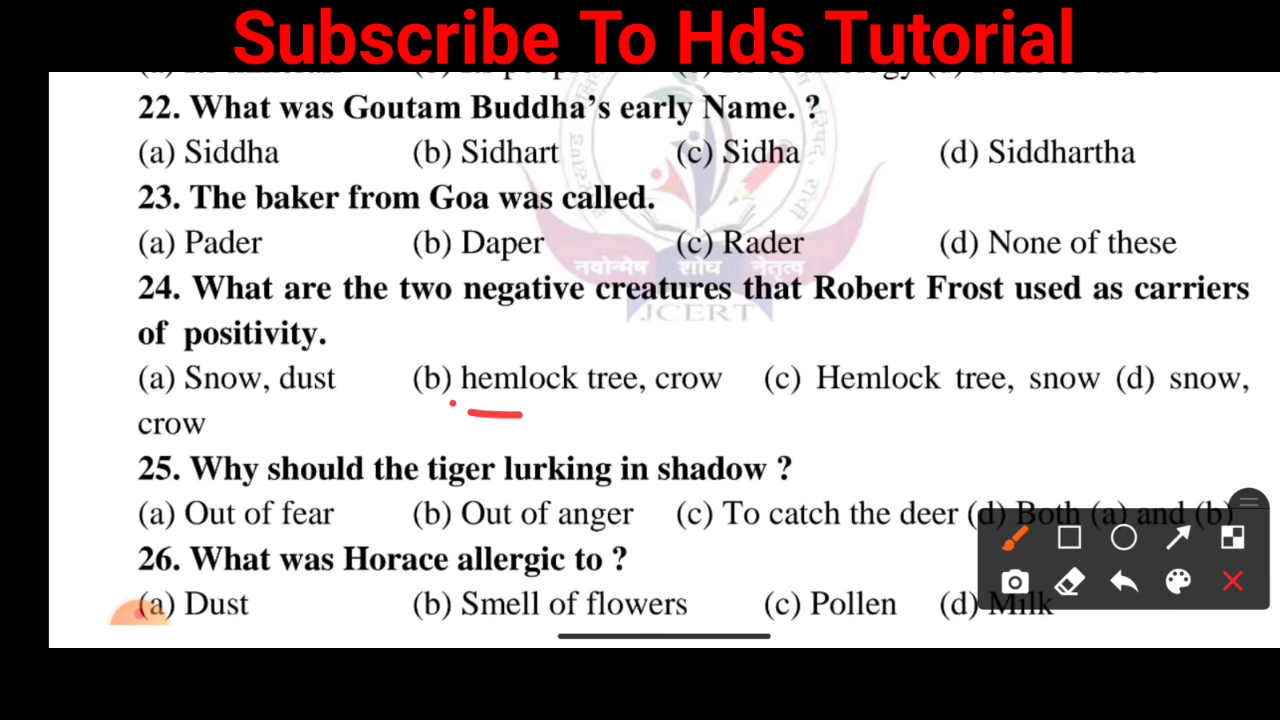 Subscribe To Hds Tutorial
22. What was Goutam Buddha's early Name. ?
(a) Siddha (b) Sidhart (c) Sidha (d) Siddhartha
23. The baker from Goa was called.
(a) Pader (b) Daper (c) Rader (d) None of these
24. What are the two negative creatures that Robert Frost used as carriers
of positivity.
(a) Snow, dust (b) hemlock tree, crow (c) Hemlock tree, snow (d) snow,
crow
नवोन्मेष शोध नेतृत्व
JCERT
25. Why should the tiger lurking in shadow ?
(a) Out of fear (b) Out of anger (c) To catch the deer (d) Both (a) and (b)
26. What was Horace allergic to ?
(a) Dust (b) Smell of flowers (c) Pollen (d) Milk